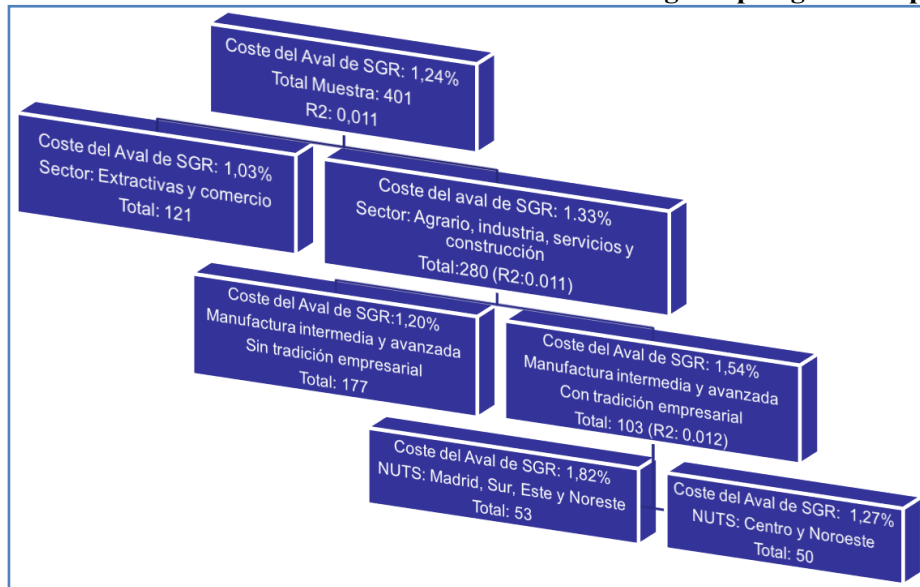 Coste del Aval de SGR: 1,24%
Total Muestra: 401
R2: 0,011
Coste del Aval de SGR: 1,03%
Sector: Extractivas y comercio
Total: 121
Coste del aval de SGR: 1.33%
Sector: Agrario, industria, servicios y
construcción
Total:280 (R2:0.011)
Coste del Aval de SGR:1,20%
Manufactura intermedia y avanzada
Sin tradición empresarial
Total: 177
Coste del Aval de SGR: 1,54%
Manufactura intermedia y avanzada
Con tradición empresarial
Total: 103 (R2: 0.012)
Coste del Aval de SGR: 1,82%
NUTS: Madrid, Sur, Este y Noreste
Total: 53
Coste del Aval de SGR: 1,27%
NUTS: Centro y Noroeste
Total: 50